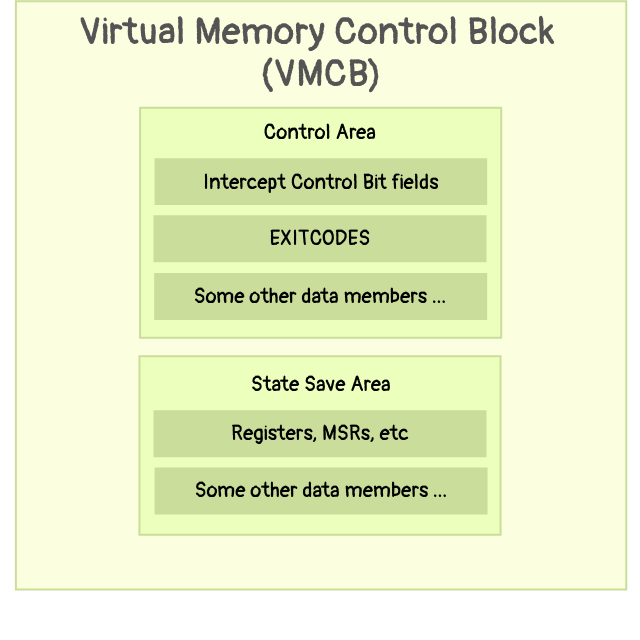 Virtual Memory Control Block
(VMCB)
Control Area
Intercept Control Bit fields
EXITCODES
Some other data members ...
State Save Area
Registers, MSRs, etc
Some other data members ...